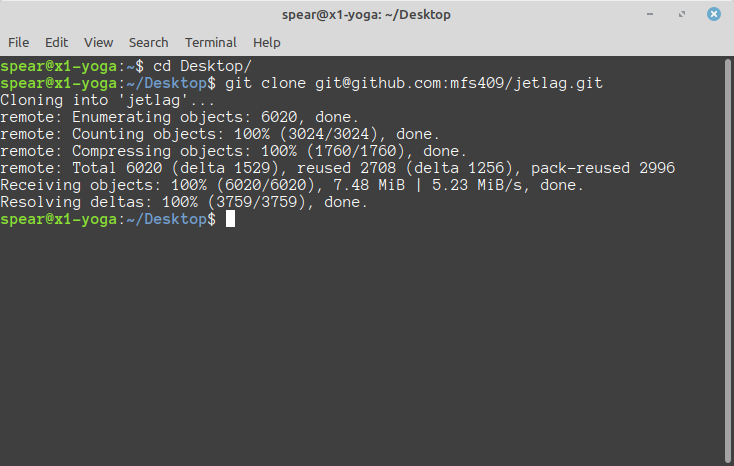 spear@x1-yoga: ~/Desktop
File Edit View Search Terminal Help
spear@x1-yoga:~$ cd Desktop/
spear@x1-yoga:~/Desktop$ git clone git@github.com:mfs409/jetlag.git
Cloning into 'jetlag'...
remote: Enumerating objects: 6020, done.
remote: Counting objects: 100% (3024/3024), done.
remote: Compressing objects: 100% (1760/1760), done.
remote: Total 6020 (delta 1529), reused 2708 (delta 1256), pack-reused 2996
Receiving objects: 100% (6020/6020), 7.48 MiB | 5.23 MiB/s, done.
Resolving deltas: 100% (3759/3759), done.
spear@x1-yoga:~/Desktop$